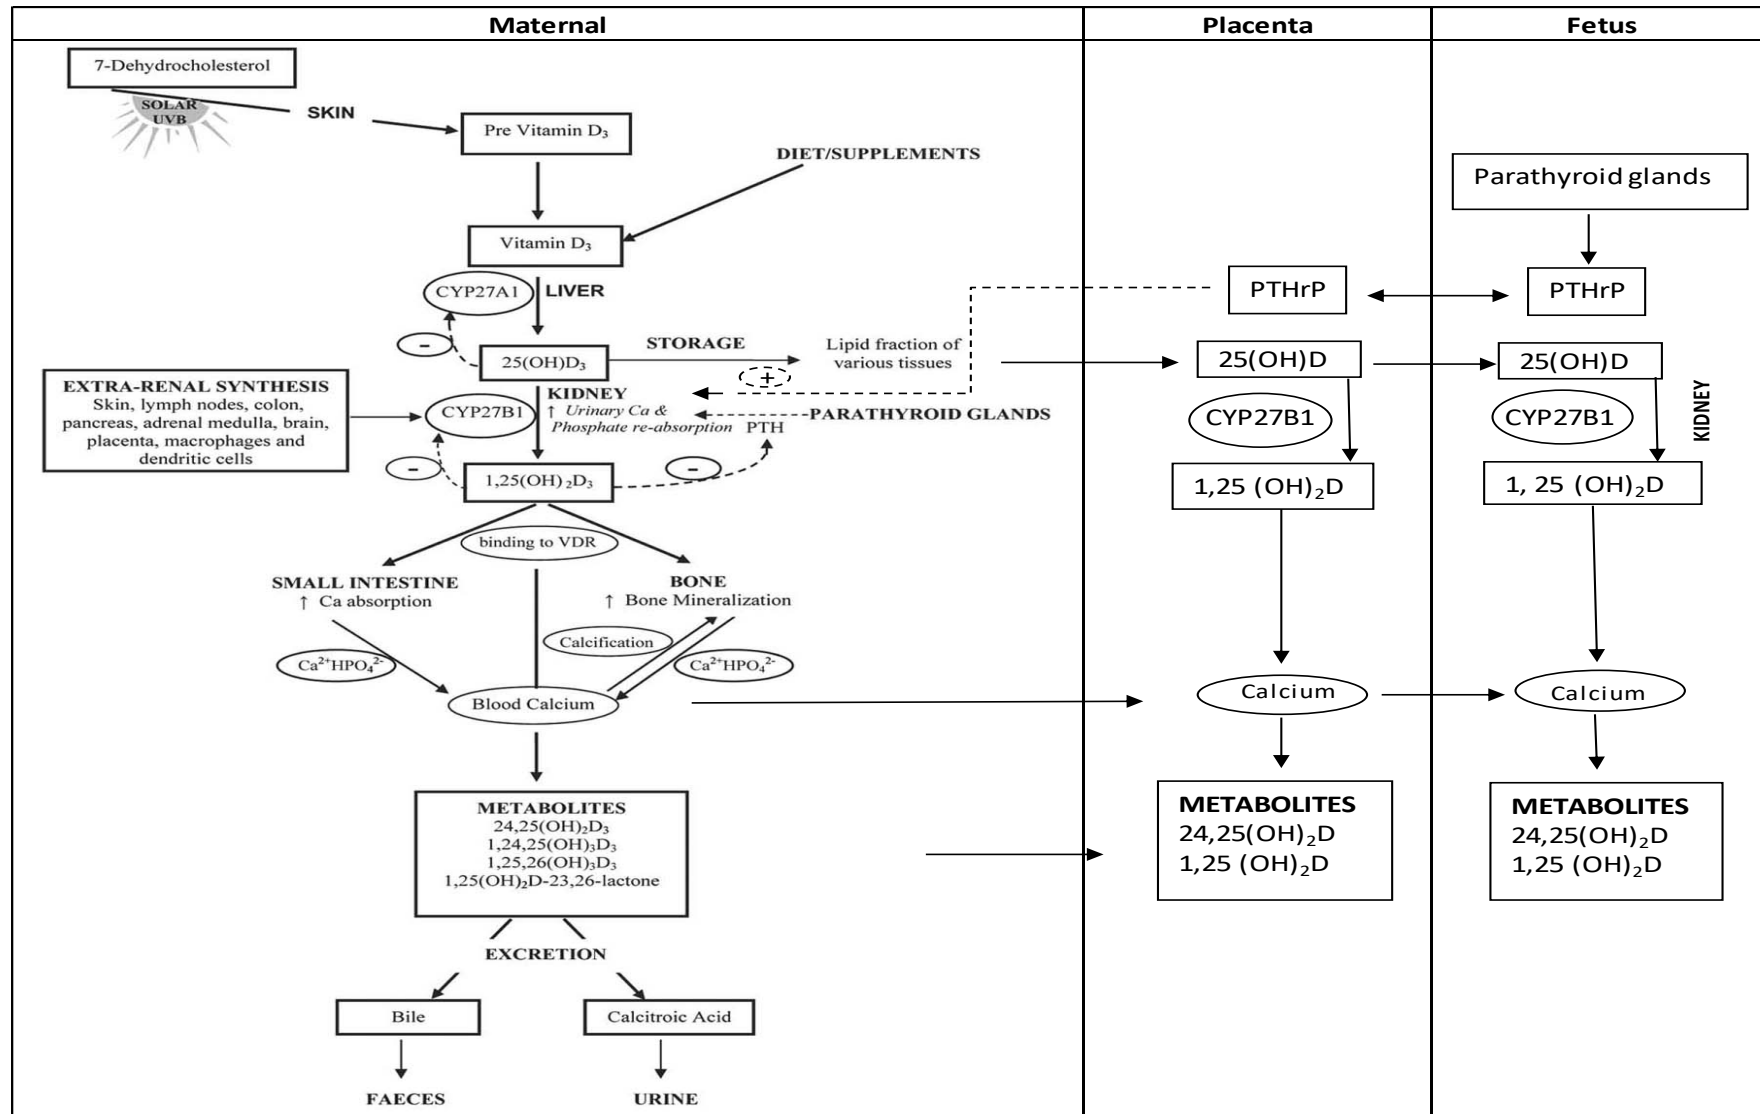 Maternal
Placenta
Fetus
7-Dehydrocholesterol
SOLAR
UVB
SKIN
Pre Vitamin D₃
DIET/SUPPLEMENTS
Vitamin D₃
CYP27A1
LIVER
-
25(OH)D₃
STORAGE
Lipid fraction of
various tissues
+
KIDNEY
↑ Urinary Ca &
Phosphate re-absorption
PARATHYROID GLANDS
PTH
EXTRA-RENAL SYNTHESIS
Skin, lymph nodes, colon,
pancreas, adrenal medulla, brain,
placenta, macrophages and
dendritic cells
CYP27B1
-
-
1,25(OH)₂D₃
binding to VDR
SMALL INTESTINE
↑ Ca absorption
BONE
↑ Bone Mineralization
Calcification
Ca²⁺HPO₄²⁻
Ca²⁺HPO₄²⁻
Blood Calcium
METABOLITES
24,25(OH)₂D₃
1,24,25(OH)₃D₃
1,25,26(OH)₃D₃
1,25(OH)₂D-23,26-lactone
EXCRETION
Bile
Calcitroic Acid
FAECES
URINE
PTHrP
25(OH)D
CYP27B1
1,25 (OH)₂D
Calcium
METABOLITES
24,25(OH)₂D
1,25 (OH)₂D
Parathyroid glands
PTHrP
25(OH)D
CYP27B1
KIDNEY
1, 25 (OH)₂D
Calcium
METABOLITES
24,25(OH)₂D
1,25 (OH)₂D